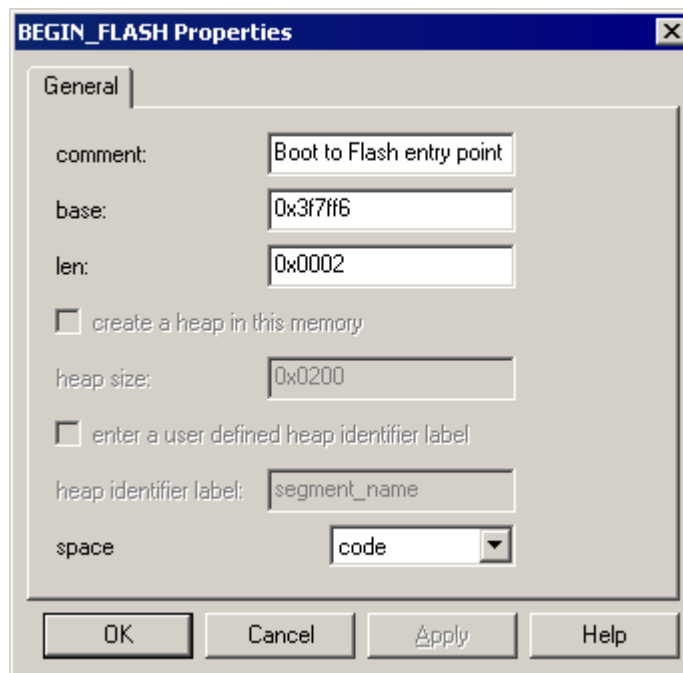 BEGIN_FLASH Properties
General
comment: Boot to Flash entry point
base: 0x3f7ff6
len: 0x0002
create a heap in this memory
heap size: 0x0200
enter a user defined heap identifier label
heap identifier label: segment_name
space code
OK Cancel Apply Help